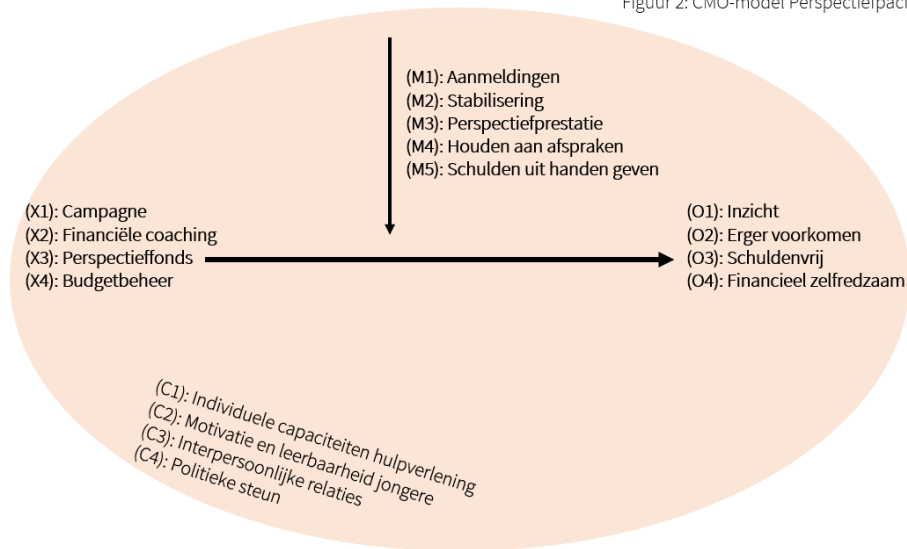 Figuur 2: CMO-model Perspectiefpact
(M1): Aanmeldingen
(M2): Stabilisering
(M3): Perspectiefprestatie
(M4): Houden aan afspraken
(M5): Schulden uit handen geven
(X1): Campagne
(X2): Financiële coaching
(X3): Perspectieffonds
(X4): Budgetbeheer
(O1): Inzicht
(O2): Erger voorkomen
(O3): Schuldenvrij
(O4): Financieel zelfredzaam
(C1): Individuele capaciteiten hulpverlening
(C2): Motivatie en leerbaarheid jongere
(C3): Interpersoonlijke relaties
(C4): Politieke steun